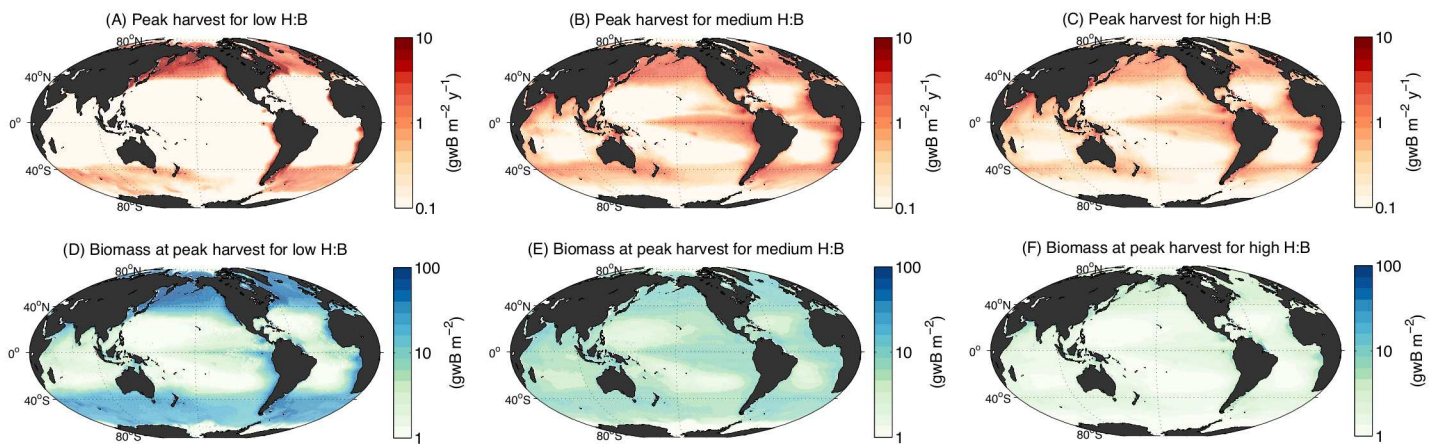 (A) Peak harvest for low H:B
80°N
40°N
0°
40°S
80°S
10
1
0.1
(gwB m−2 y−1)
(B) Peak harvest for medium H:B
80°N
40°N
0°
40°S
80°S
10
1
0.1
(gwB m−2 y−1)
(C) Peak harvest for high H:B
80°N
40°N
0°
40°S
80°S
10
1
0.1
(gwB m−2 y−1)
(D) Biomass at peak harvest for low H:B
80°N
40°N
0°
40°S
80°S
100
10
1
(gwB m−2)
(E) Biomass at peak harvest for medium H:B
80°N
40°N
0°
40°S
80°S
100
10
1
(gwB m−2)
(F) Biomass at peak harvest for high H:B
80°N
40°N
0°
40°S
80°S
100
10
1
(gwB m−2)